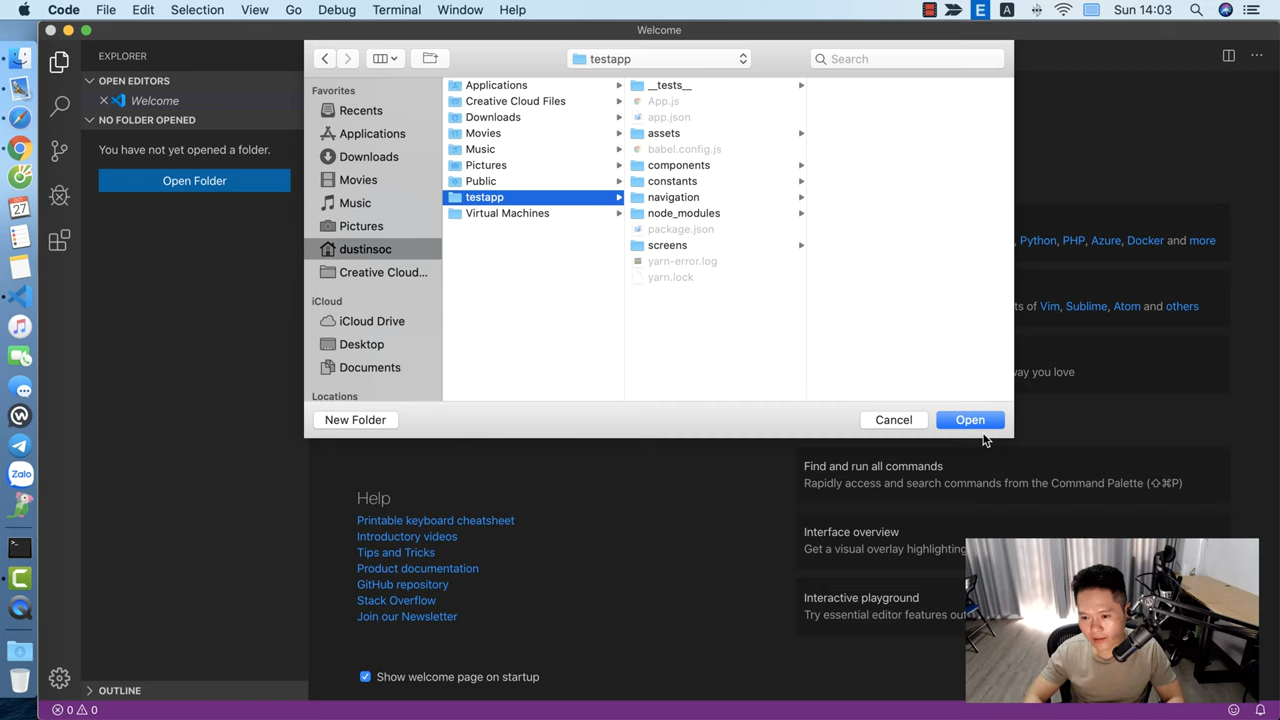 Code File Edit Selection View Go Debug Terminal Window Help
E A Sun 14:03
Welcome
EXPLORER
OPEN EDITORS
Welcome
NO FOLDER OPENED
You have not yet opened a folder.
Open Folder
OUTLINE
0 0
testapp
Search
Favorites
Recents
Applications
Downloads
Movies
Music
Pictures
dustinsoc
Creative Cloud...
iCloud
iCloud Drive
Desktop
Documents
Locations
Applications
Creative Cloud Files
Downloads
Movies
Music
Pictures
Public
testapp
Virtual Machines
__tests__
App.js
app.json
assets
babel.config.js
components
constants
navigation
node_modules
package.json
screens
yarn-error.log
yarn.lock
New Folder
Cancel
Open
, Python, PHP, Azure, Docker and more
ts of Vim, Sublime, Atom and others
way you love
Help
Printable keyboard cheatsheet
Introductory videos
Tips and Tricks
Product documentation
GitHub repository
Stack Overflow
Join our Newsletter
Show welcome page on startup
Find and run all commands
Rapidly access and search commands from the Command Palette (⇧⌘P)
Interface overview
Get a visual overlay highlighting
Interactive playground
Try essential editor features ou
27
Zalo